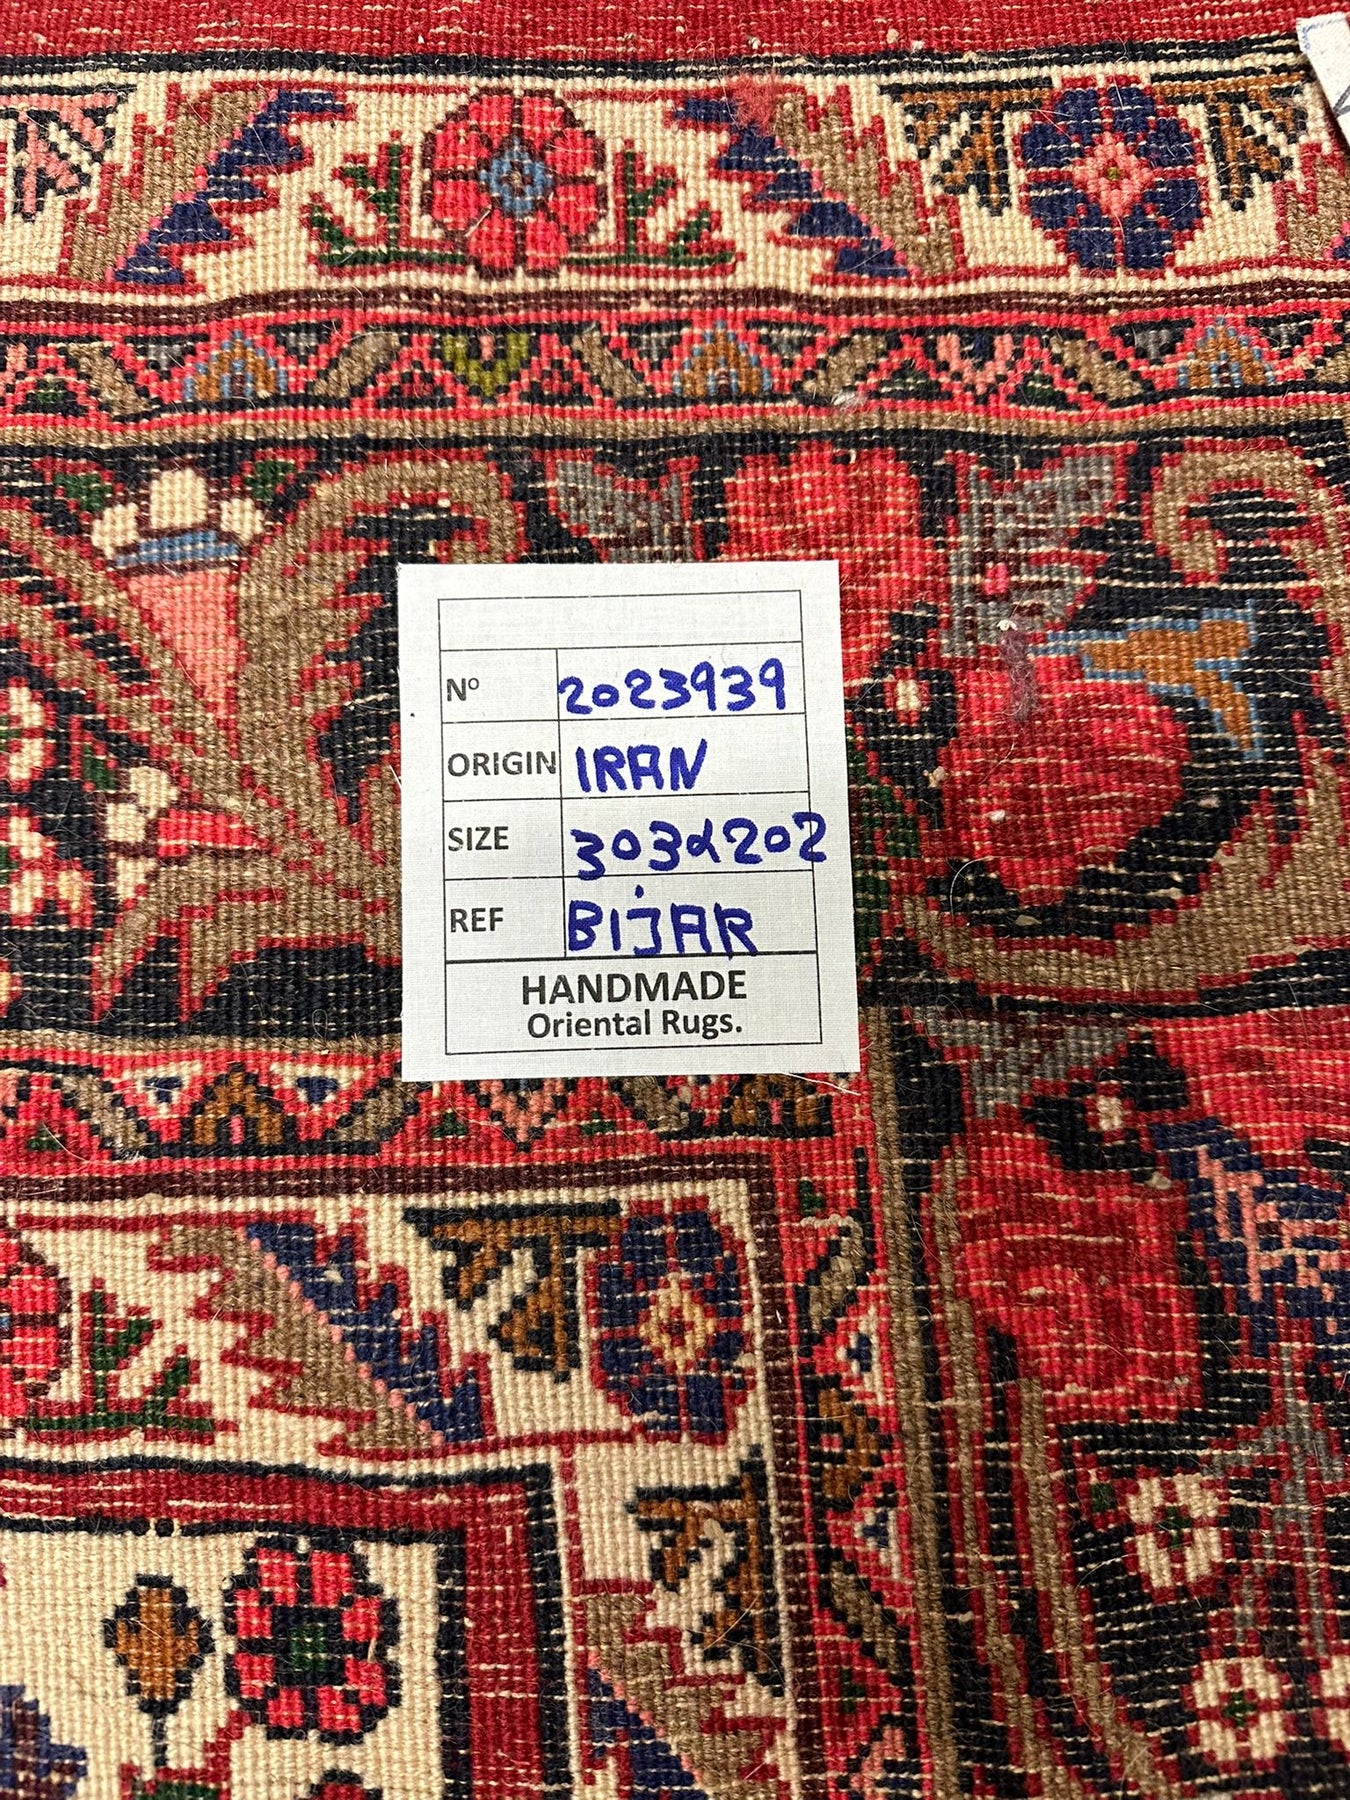 Nº 2023939
ORIGIN IRAN
SIZE 303x202
REF BIJAR
HANDMADE
Oriental Rugs.